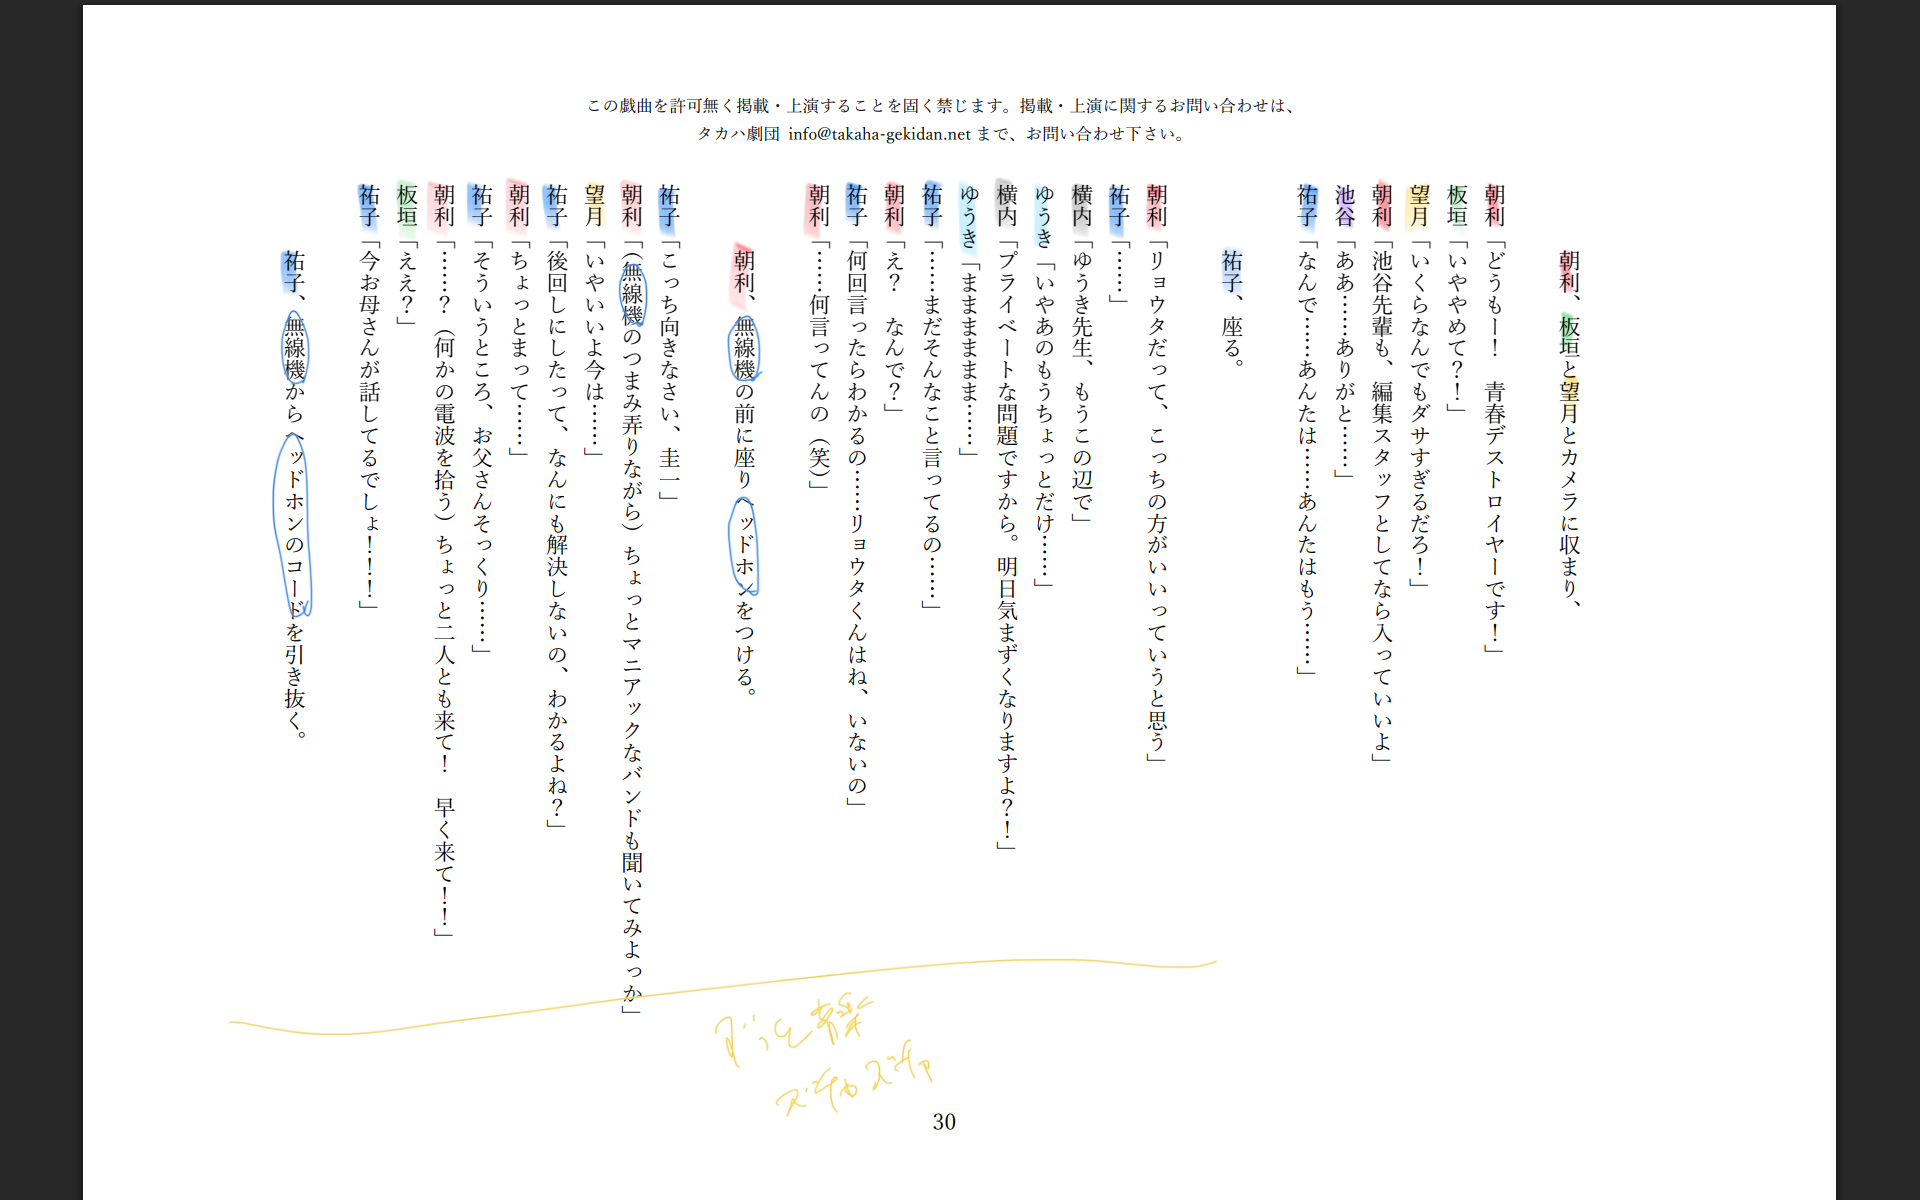 この戯曲を許可無く掲載・上演することを固く禁じます。掲載・上演に関するお問い合わせは、
タカハ劇団 info@takaha-gekidan.net まで、お問い合わせ下さい。
朝利、板垣と望月とカメラに収まり、
朝利「どうもー！　青春デストロイヤーです！」
板垣「いややめて？！」
望月「いくらなんでもダサすぎるだろ！」
朝利「池谷先輩も、編集スタッフとしてなら入っていいよ」
池谷「ああ……ありがと……」
祐子「なんで……あんたは……あんたはもう……」
祐子、座る。
朝利「リョウタだって、こっちの方がいいっていうと思う」
祐子「……」
横内「ゆうき先生、もうこの辺で」
ゆうき「いやあのもうちょっとだけ……」
横内「プライベートな問題ですから。明日気まずくなりますよ？！」
ゆうき「まままままま……」
祐子「……まだそんなこと言ってるの……」
朝利「え？　なんで？」
祐子「何回言ったらわかるの……リョウタくんはね、いないの」
朝利「……何言ってんの（笑）」
朝利、無線機の前に座りヘッドホンをつける。
祐子「こっち向きなさい、圭一」
朝利「（無線機のつまみ弄りながら）ちょっとマニアックなバンドも聞いてみよっか」
望月「いやいいよ今は……」
祐子「後回しにしたって、なんにも解決しないの、わかるよね？」
朝利「ちょっとまって……」
祐子「そういうところ、お父さんそっくり……」
朝利「……？（何かの電波を拾う）ちょっと二人とも来て！　早く来て！！」
板垣「ええ？」
祐子「今お母さんが話してるでしょ！！！」
祐子、無線機からヘッドホンのコードを引き抜く。
30